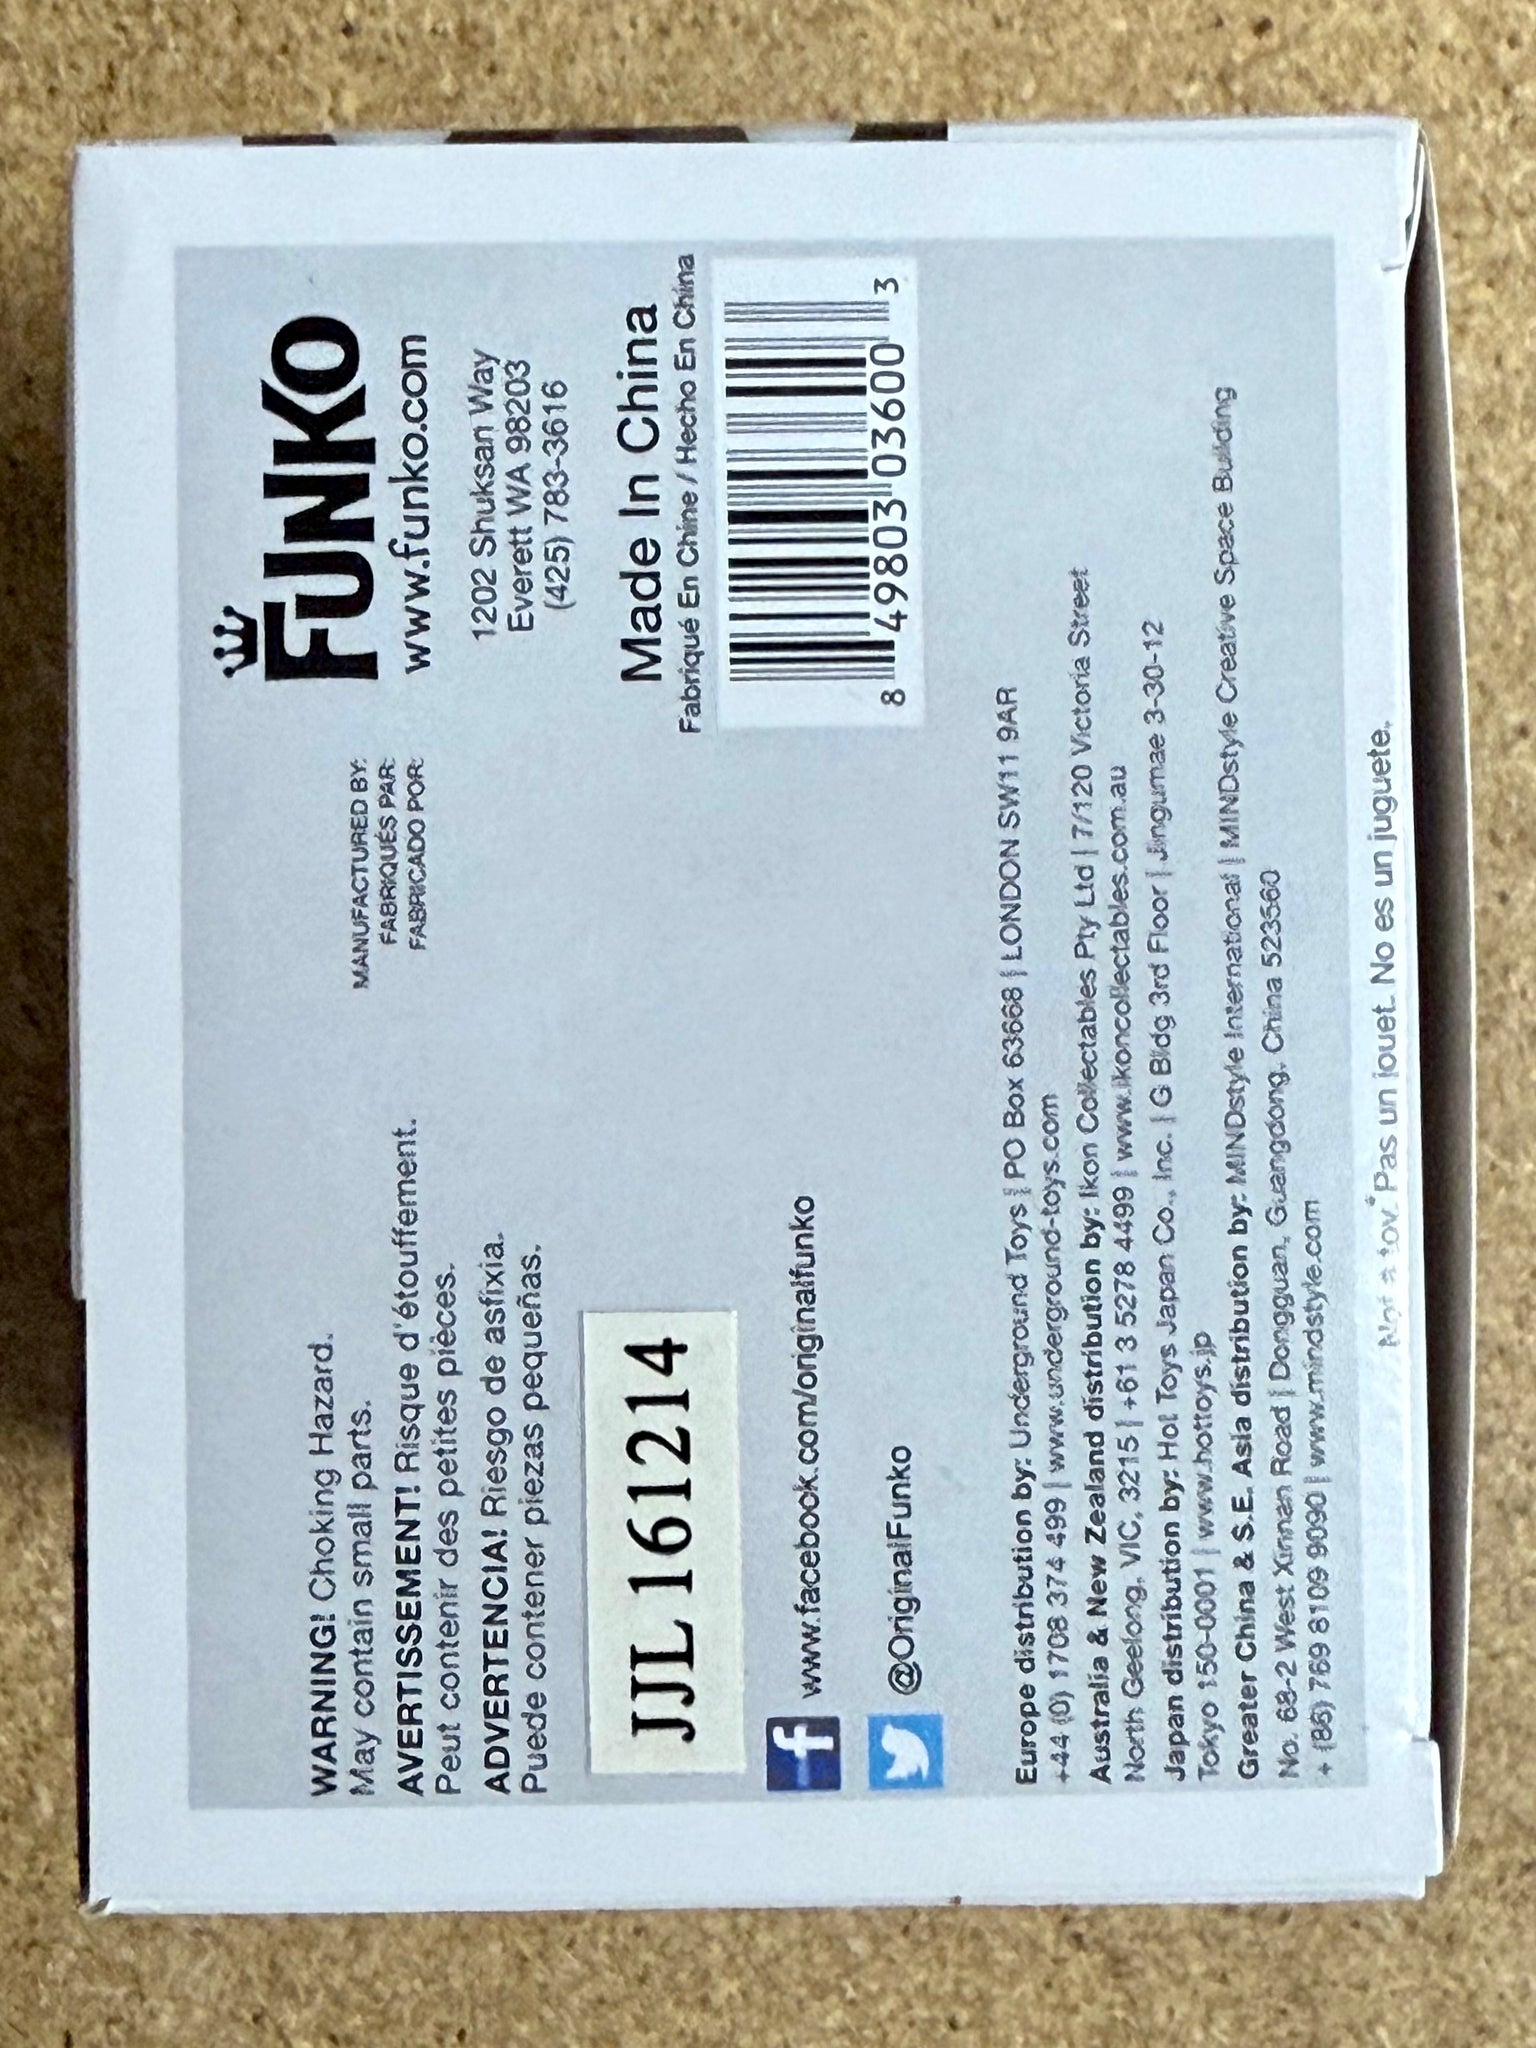 WARNING! Choking Hazard.
May contain small parts.
AVERTISSEMENT! Risque d'étouffement.
Peut contenir des petites pièces.
ADVERTENCIA! Riesgo de asfixia.
Puede contener piezas pequeñas.
JJL 161214
www.facebook.com/originalfunko
@OriginalFunko
MANUFACTURED BY:
FABRIQUÉS PAR:
FABRICADO POR:
FUNKO
www.funko.com
1202 Shuksan Way
Everett WA 98203
(425) 783-3616
Made In China
Fabriqué En Chine / Hecho En China
8 49803 03600 3
Europe distribution by: Underground Toys | PO Box 63668 | LONDON SW11 9AR
+44 (0) 1708 374 499 | www.underground-toys.com
Australia & New Zealand distribution by: Ikon Collectables Pty Ltd | 7/120 Victoria Street
North Geelong, VIC, 3215 | +61 3 5278 4499 | www.ikoncollectables.com.au
Japan distribution by: Hot Toys Japan Co., Inc. | G Bldg 3rd Floor | Jingumae 3-30-12
Tokyo 150-0001 | www.hottoys.jp
Greater China & S.E. Asia distribution by: MINDstyle International | MINDstyle Creative Space Building
No. 68-2 West Xinnan Road | Dongguan, Guangdong, China 523560
+ (86) 769 8109 9090 | www.mindstyle.com
Not a toy. Pas un jouet. No es un juguete.